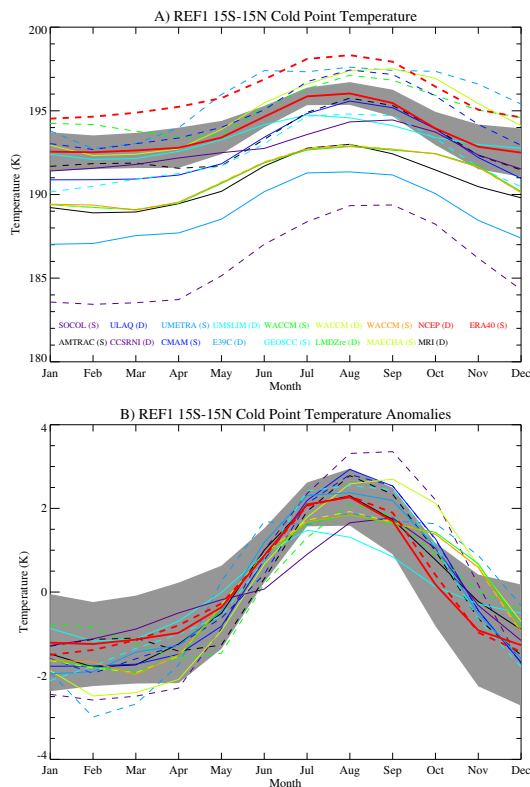 A) REF1 15S-15N Cold Point Temperature
200
195
190
185
180
Temperature (K)
SOCOL (S) ULAQ (D) UMETRA (S) UMSLIM (D) WACCM (S) WACCM (D) WACCM (S) NCEP (D) ERA40 (S)
AMTRAC (S) CCSRNI (D) CMAM (S) E39C (D) GEOSCC (S) LMDZre (D) MAECHA (S) MRI (D)
Jan Feb Mar Apr May Jun Jul Aug Sep Oct Nov Dec
Month
B) REF1 15S-15N Cold Point Temperature Anomalies
4
2
0
-2
-4
Temperature (K)
Jan Feb Mar Apr May Jun Jul Aug Sep Oct Nov Dec
Month